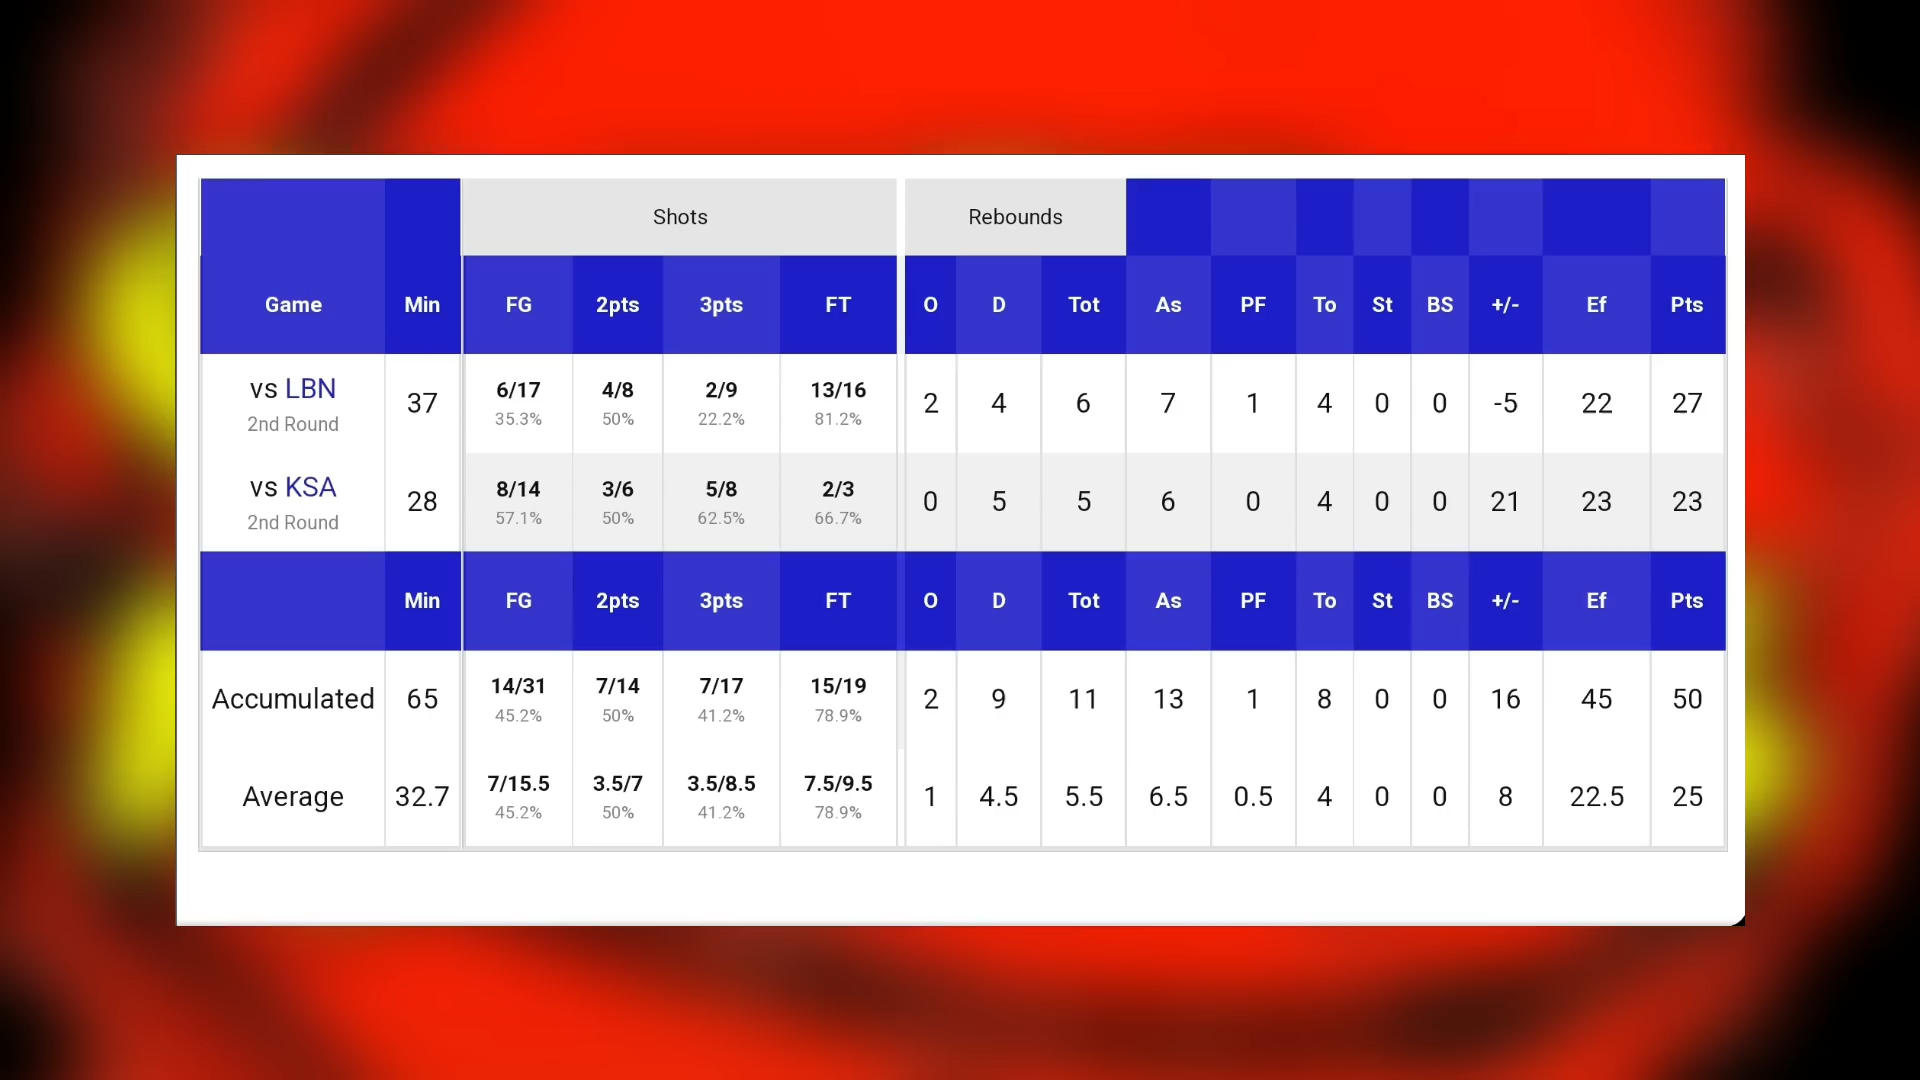 Shots Rebounds
Game Min FG 2pts 3pts FT O D Tot As PF To St BS +/- Ef Pts
vs LBN 37 6/17 4/8 2/9 13/16 2 4 6 7 1 4 0 0 -5 22 27
2nd Round 35.3% 50% 22.2% 81.2%
vs KSA 28 8/14 3/6 5/8 2/3 0 5 5 6 0 4 0 0 21 23 23
2nd Round 57.1% 50% 62.5% 66.7%
Min FG 2pts 3pts FT O D Tot As PF To St BS +/- Ef Pts
Accumulated 65 14/31 7/14 7/17 15/19 2 9 11 13 1 8 0 0 16 45 50
45.2% 50% 41.2% 78.9%
Average 32.7 7/15.5 3.5/7 3.5/8.5 7.5/9.5 1 4.5 5.5 6.5 0.5 4 0 0 8 22.5 25
45.2% 50% 41.2% 78.9%